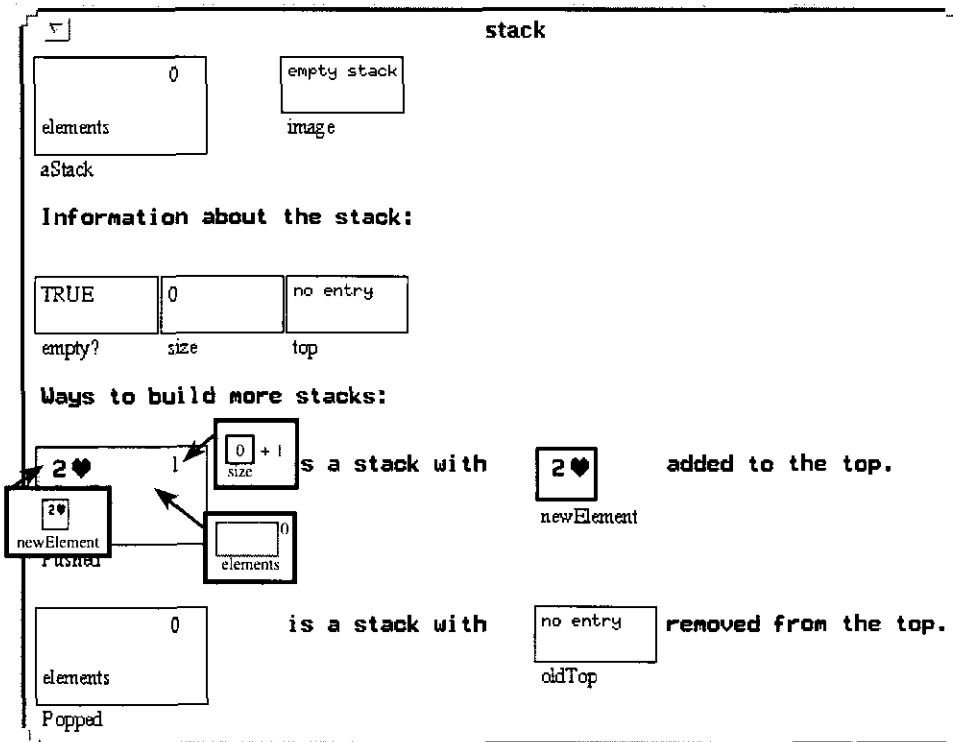 stack
0
empty stack
elements
image
aStack
Information about the stack:
TRUE
0
no entry
empty?
size
top
Ways to build more stacks:
2♥
1
0 + 1
size
s a stack with
2♥
added to the top.
newElement
2♥
newElement
0
elements
Pushed
0
is a stack with
no entry
removed from the top.
elements
oldTop
Popped